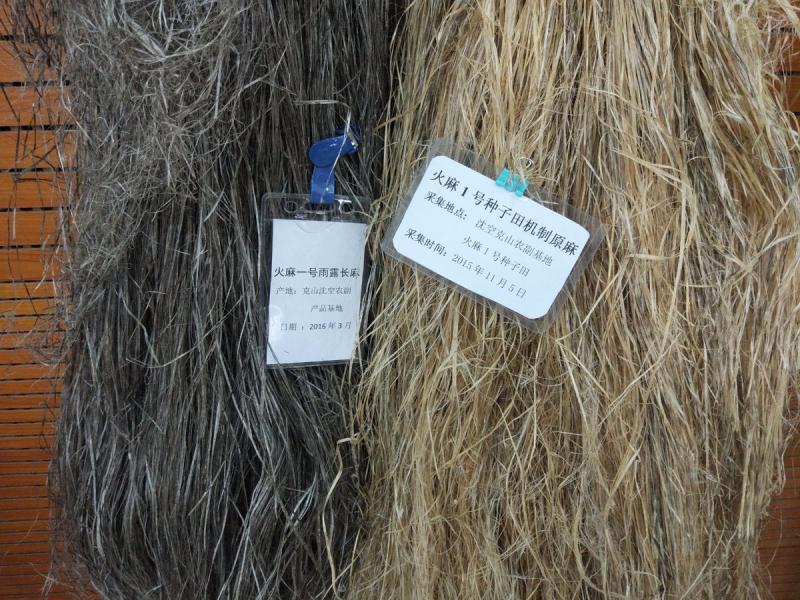 火麻一号雨露长麻
产地：克山沈空农副
产品基地
日期：2016年3月
火麻1号种子田机制原麻
采集地点：沈空克山农副基地
火麻1号种子田
采集时间：2015年11月5日